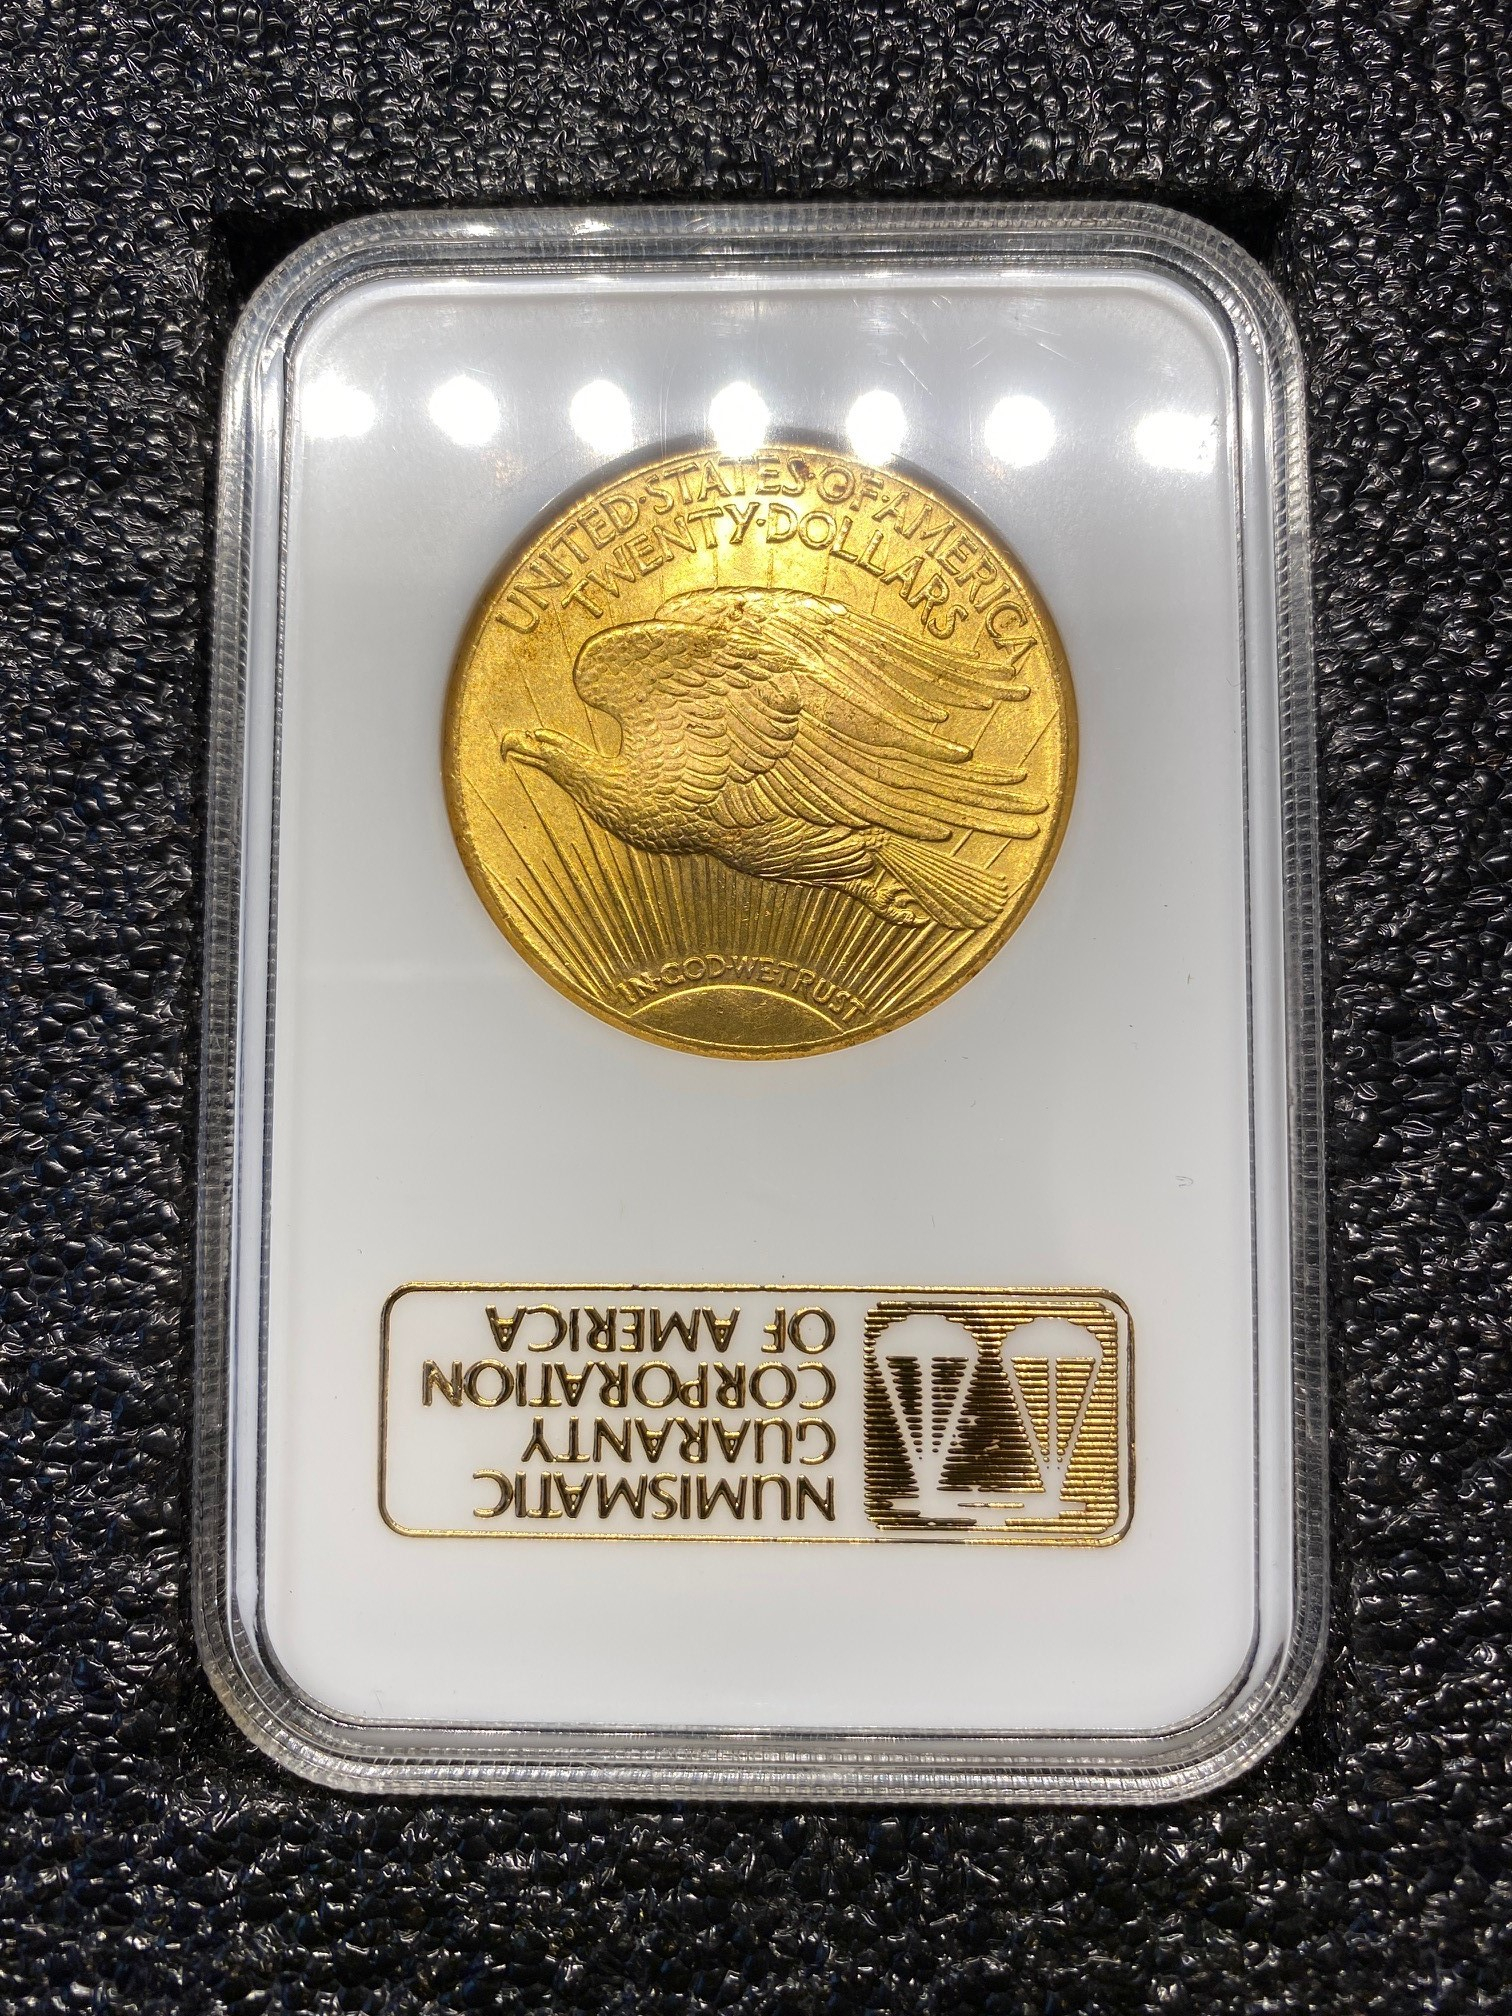 UNITED·STATES·OF·AMERICA
TWENTY·DOLLARS
IN·GOD·WE·TRUST
NUMISMATIC
GUARANTY
CORPORATION
OF AMERICA